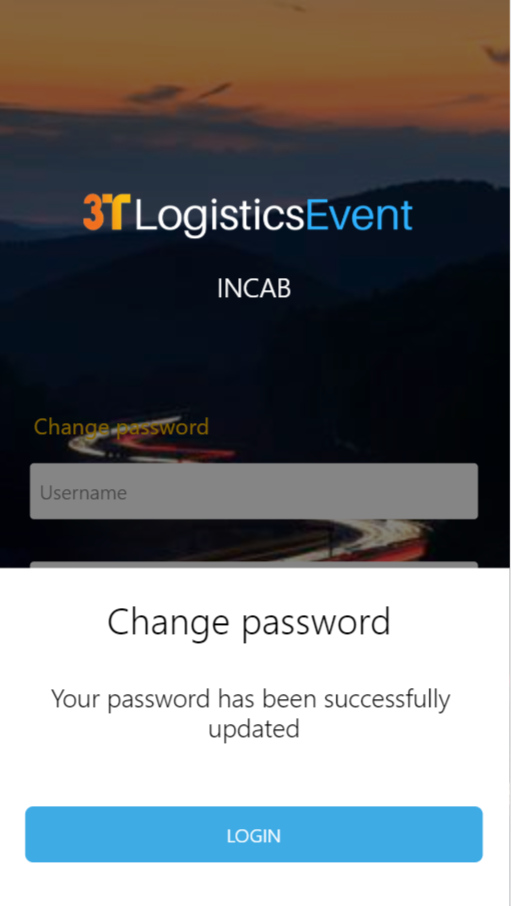 3T LogisticsEvent
INCAB
Change password
Username
Change password
Your password has been successfully
updated
LOGIN